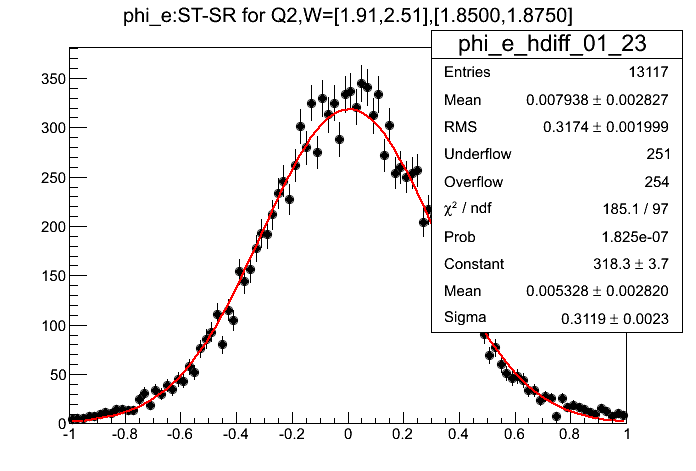 phi_e:ST-SR for Q2,W=[1.91,2.51],[1.8500,1.8750]
phi_e_hdiff_01_23
Entries 13117
Mean 0.007938 ± 0.002827
RMS 0.3174 ± 0.001999
Underflow 251
Overflow 254
χ² / ndf 185.1 / 97
Prob 1.825e-07
Constant 318.3 ± 3.7
Mean 0.005328 ± 0.002820
Sigma 0.3119 ± 0.0023
350
300
250
200
150
100
50
0
-1 -0.8 -0.6 -0.4 -0.2 0 0.2 0.4 0.6 0.8 1